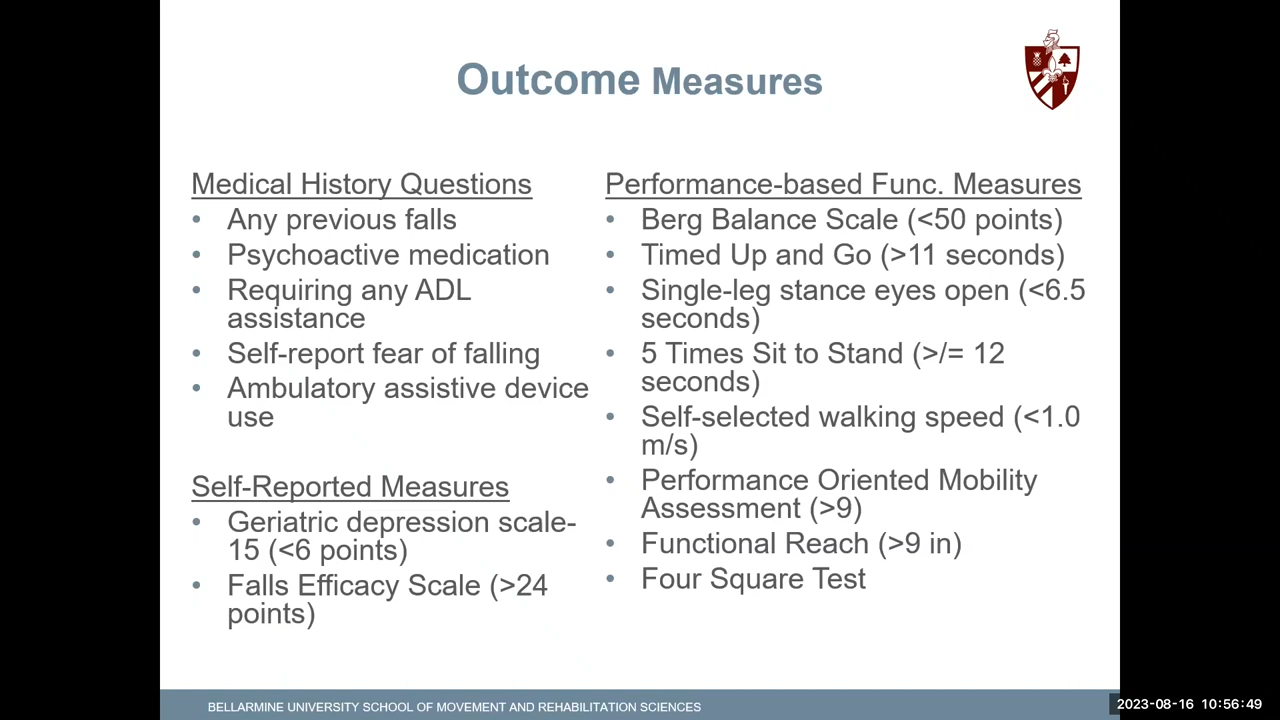 Outcome Measures
Medical History Questions
• Any previous falls
• Psychoactive medication
• Requiring any ADL
assistance
• Self-report fear of falling
• Ambulatory assistive device
use
Self-Reported Measures
• Geriatric depression scale-
15 (<6 points)
• Falls Efficacy Scale (>24
points)
Performance-based Func. Measures
• Berg Balance Scale (<50 points)
• Timed Up and Go (>11 seconds)
• Single-leg stance eyes open (<6.5
seconds)
• 5 Times Sit to Stand (>/= 12
seconds)
• Self-selected walking speed (<1.0
m/s)
• Performance Oriented Mobility
Assessment (>9)
• Functional Reach (>9 in)
• Four Square Test
BELLARMINE UNIVERSITY SCHOOL OF MOVEMENT AND REHABILITATION SCIENCES
2023-08-16 10:56:49